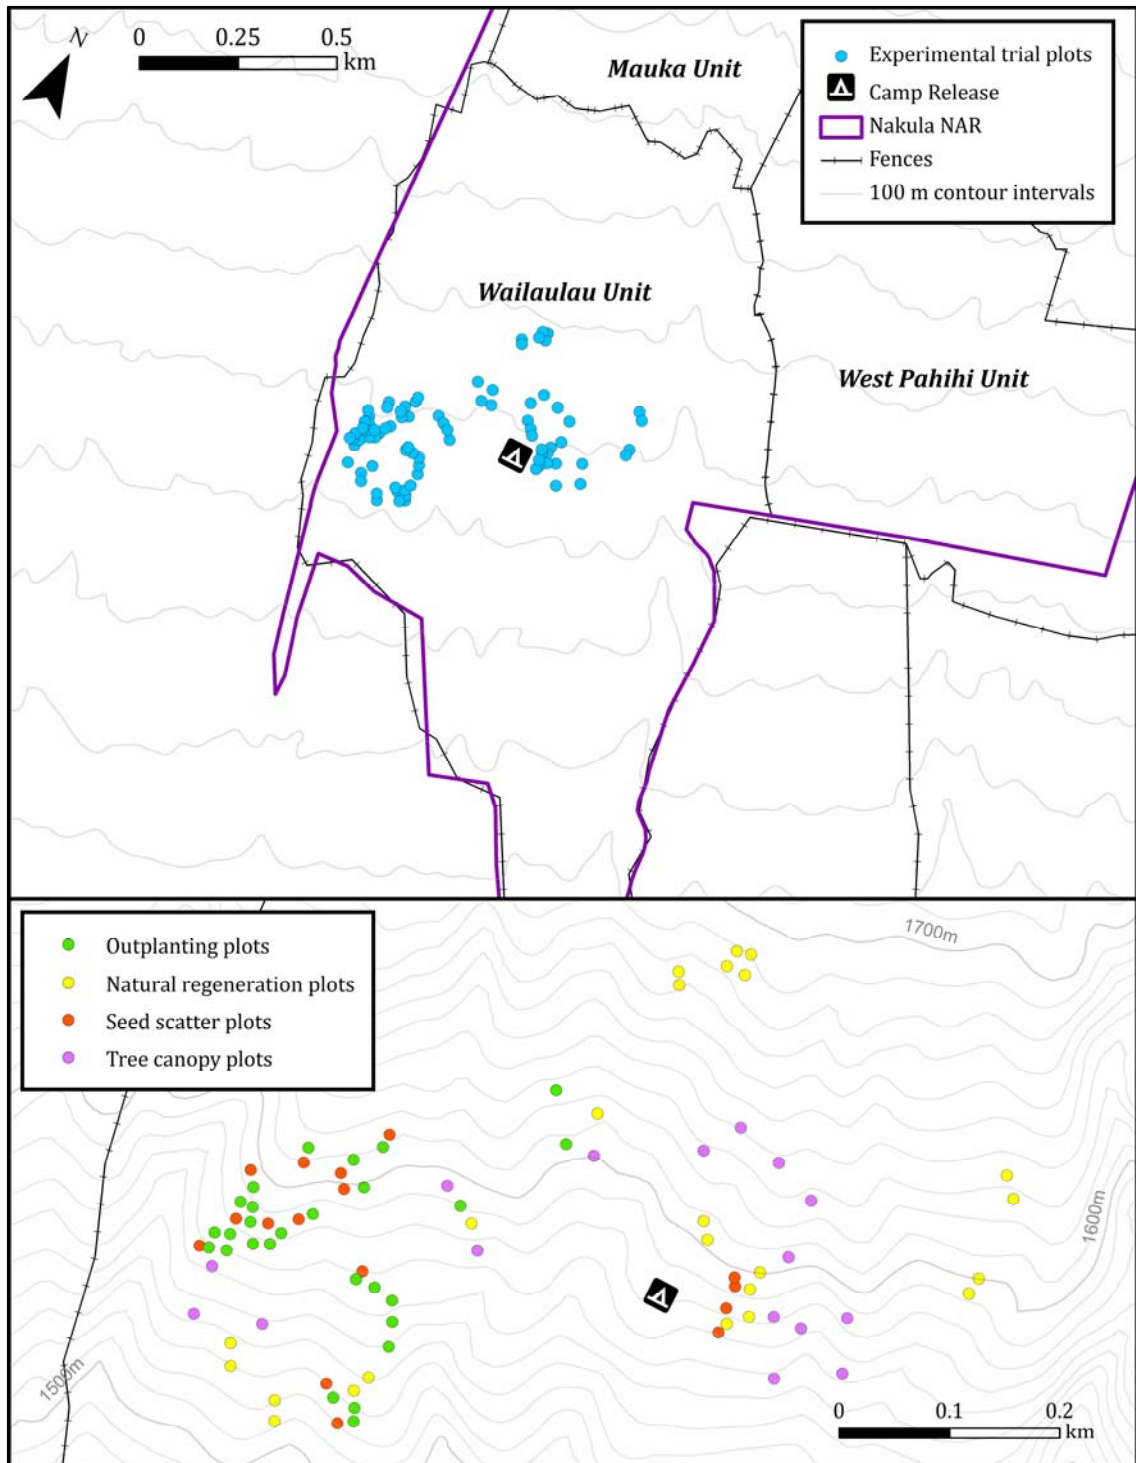 N
0 0.25 0.5
km
Mauka Unit
Experimental trial plots
Camp Release
Nakula NAR
Fences
100 m contour intervals
Wailaulau Unit
West Pahihi Unit
Outplanting plots
Natural regeneration plots
Seed scatter plots
Tree canopy plots
1700m
1600m
1500m
0 0.1 0.2
km